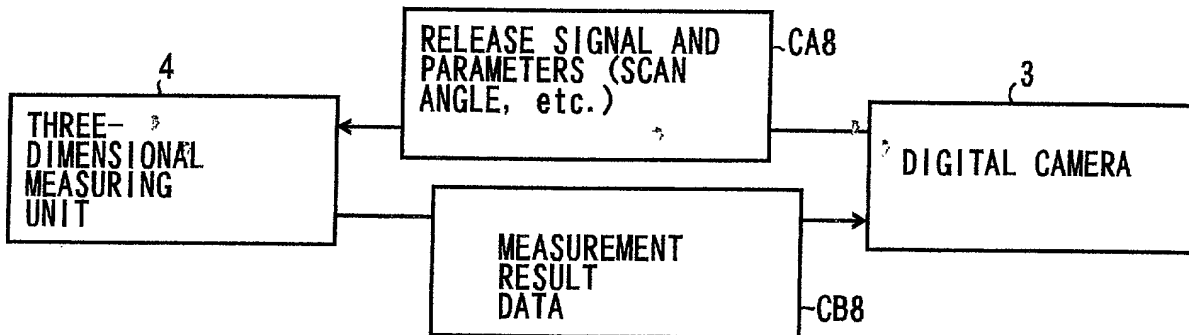 RELEASE SIGNAL AND
PARAMETERS (SCAN
ANGLE, etc.)
CA8
4
THREE-
DIMENSIONAL
MEASURING
UNIT
3
DIGITAL CAMERA
MEASUREMENT
RESULT
DATA
CB8